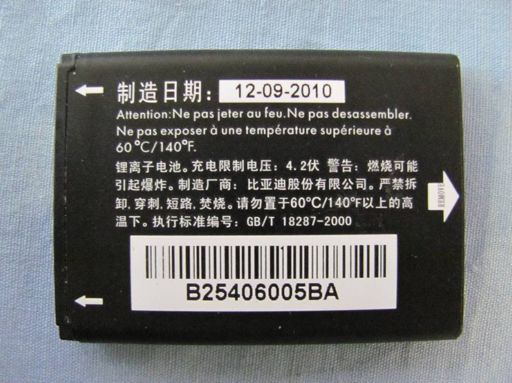 制造日期: 12-09-2010
Attention:Ne pas jeter au feu.Ne pas desassembler.
Ne pas exposer à une température supérieure à
60°C/140°F.
锂离子电池。充电限制电压: 4.2伏 警告: 燃烧可能
引起爆炸。制造厂商: 比亚迪股份有限公司。严禁拆
卸,穿刺,短路,焚烧。请勿置于60°C/140°F以上的高
温下。执行标准编号: GB/T 18287-2000
REMOVE
B25406005BA